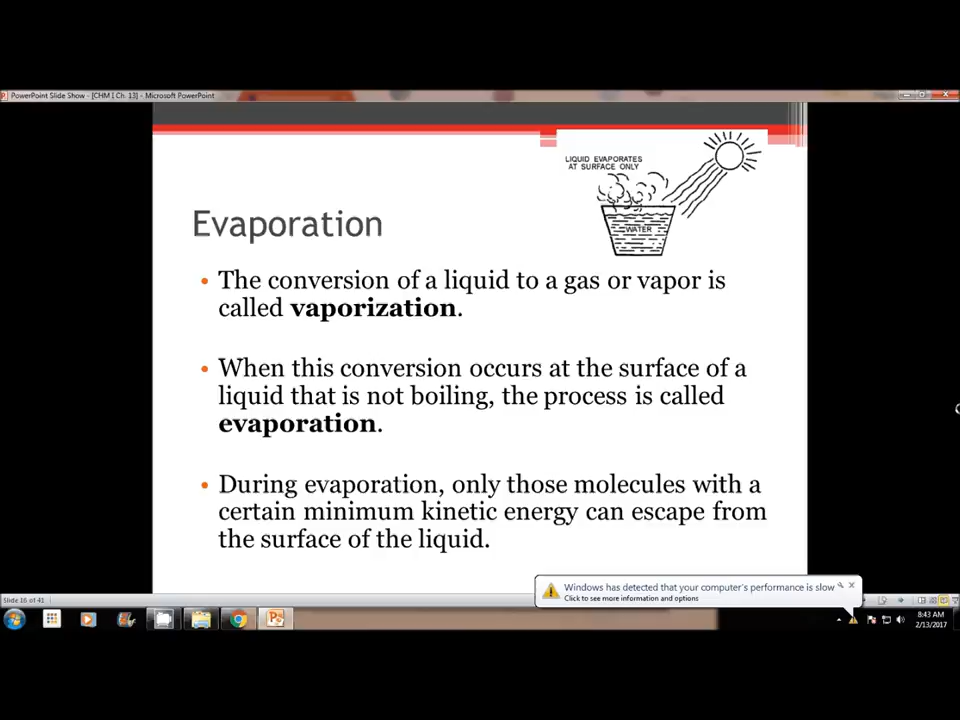 PowerPoint Slide Show - [CHM I Ch. 13] - Microsoft PowerPoint
LIQUID EVAPORATES
AT SURFACE ONLY
WATER
Evaporation
• The conversion of a liquid to a gas or vapor is
called vaporization.
• When this conversion occurs at the surface of a
liquid that is not boiling, the process is called
evaporation.
• During evaporation, only those molecules with a
certain minimum kinetic energy can escape from
the surface of the liquid.
Windows has detected that your computer's performance is slow
Click to see more information and options
Slide 16 of 41
8:43 AM
2/13/2017